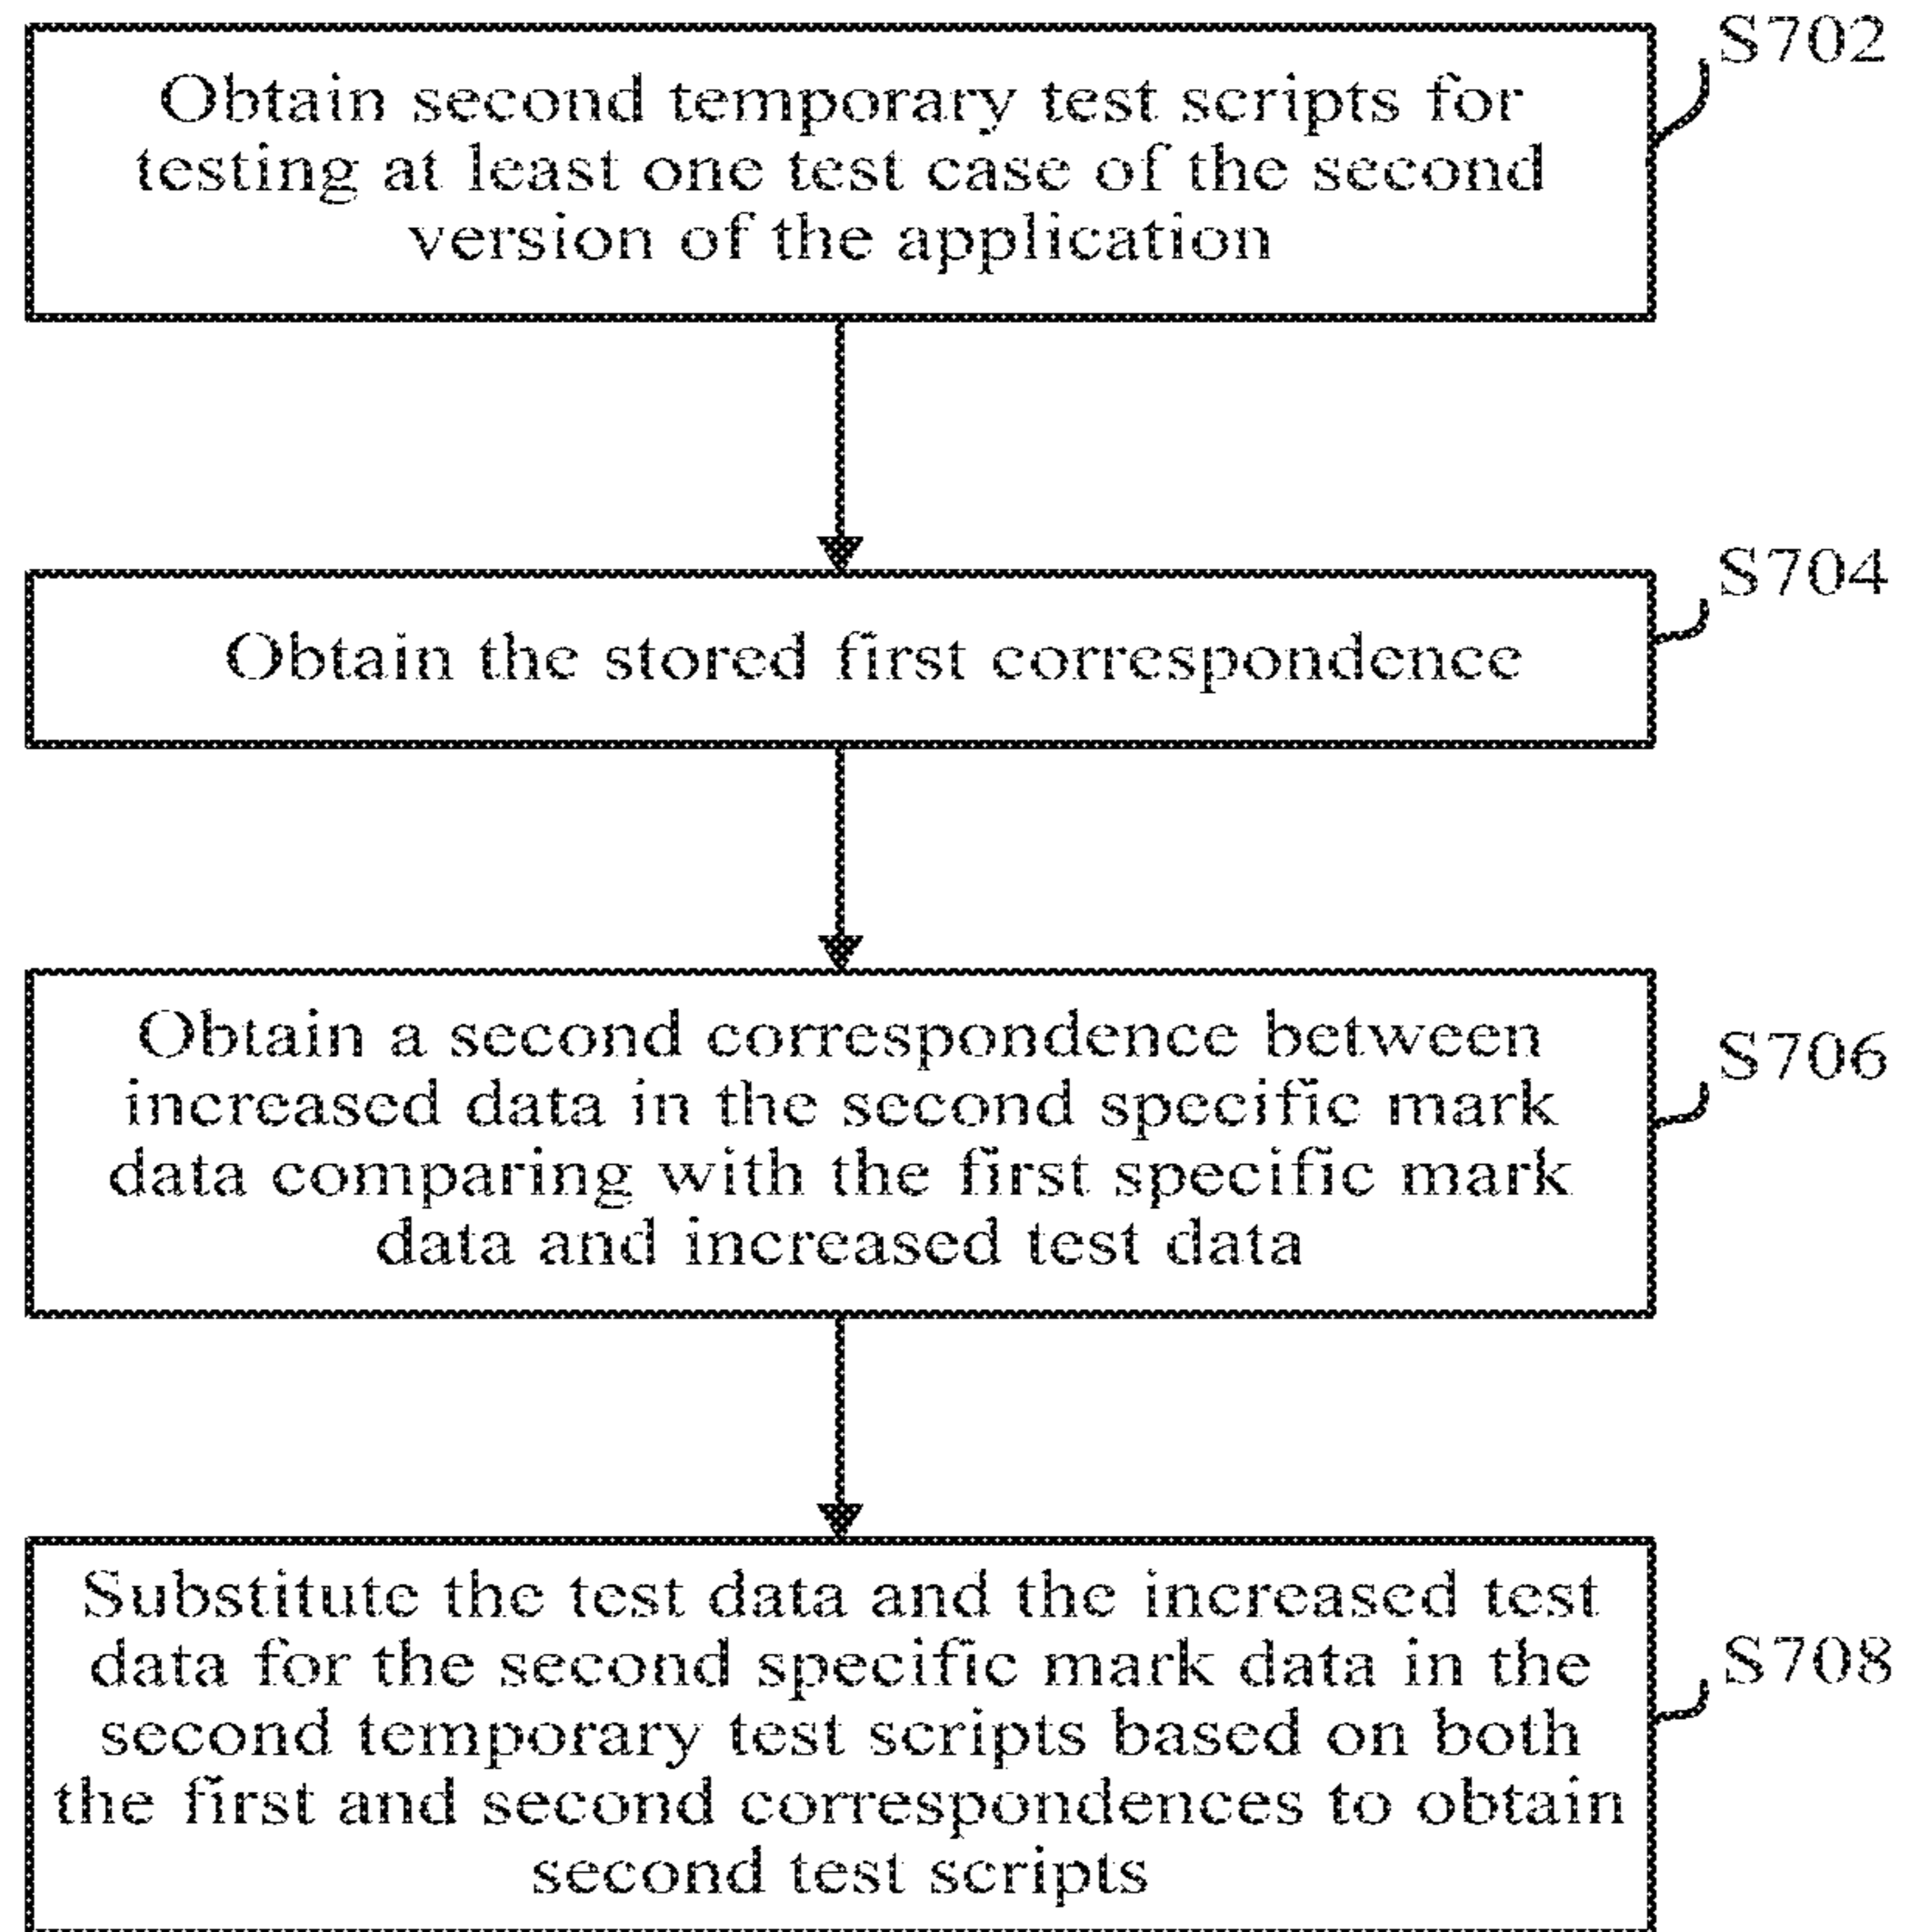 S702
Obtain second temporary test scripts for
testing at least one test case of the second
version of the application
S704
Obtain the stored first correspondence
Obtain a second correspondence between
increased data in the second specific mark
data comparing with the first specific mark
data and increased test data
S706
Substitute the test data and the increased test
data for the second specific mark data in the
second temporary test scripts based on both
the first and second correspondences to obtain
second test scripts
S708